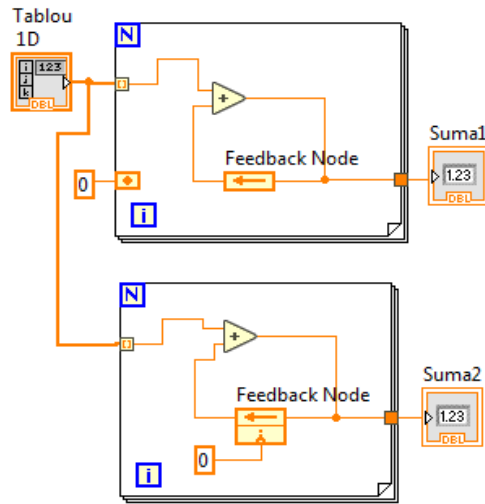 Tablou
1D
i
j
k
123
DBL
N
+
Feedback Node
0
i
Suma1
1.23
DBL
N
+
Feedback Node
0
i
Suma2
1.23
DBL